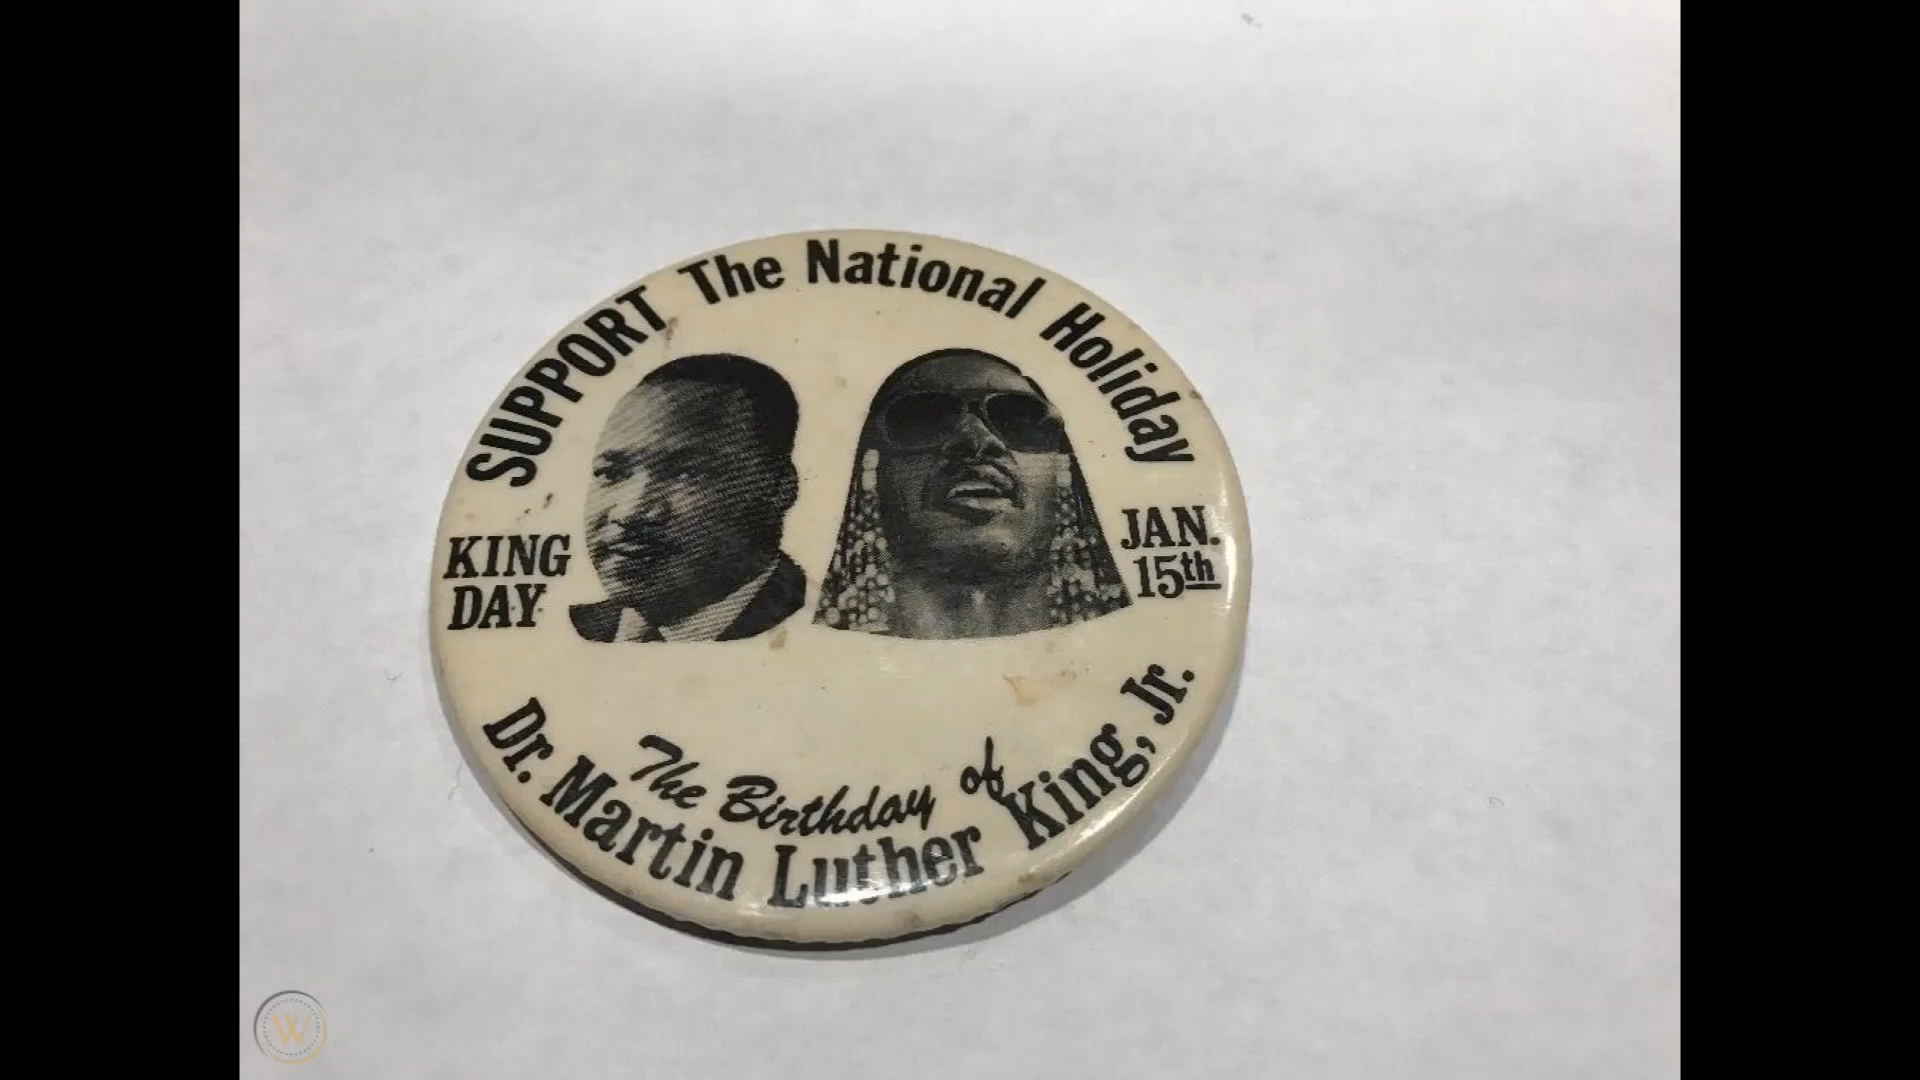 SUPPORT The National Holiday
KING
DAY
JAN.
15th
The Birthday of
Dr. Martin Luther King, Jr.
W